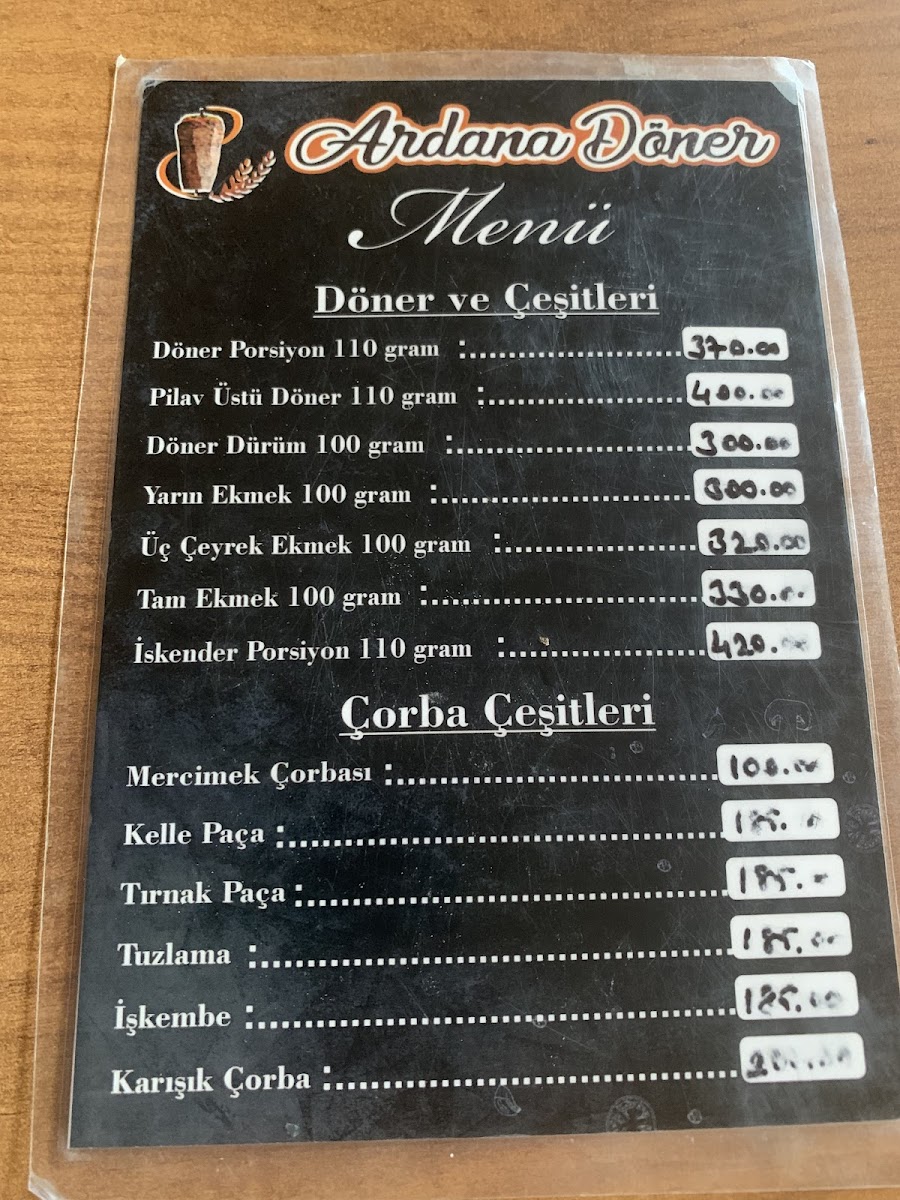 Ardana Döner
Menü
Döner ve Çeşitleri
Döner Porsiyon 110 gram :........................ 370.00
Pilav Üstü Döner 110 gram :....................... 400.00
Döner Dürüm 100 gram :......................... 300.00
Yarın Ekmek 100 gram :.......................... 300.00
Üç Çeyrek Ekmek 100 gram :..................... 320.00
Tam Ekmek 100 gram :............................ 330.00
İskender Porsiyon 110 gram :..................... 420.00
Çorba Çeşitleri
Mercimek Çorbası :................................ 100.00
Kelle Paça :.......................................... 185.
Tırnak Paça :......................................... 185.
Tuzlama :............................................. 185.00
İşkembe :............................................. 185.00
Karışık Çorba :...................................... 200.00